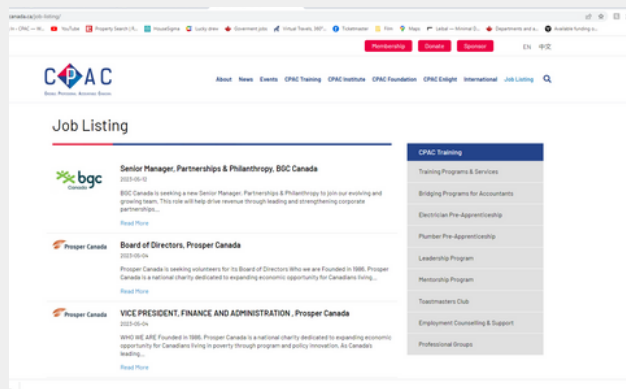 canada.ca/job-listing/
YouTube
Property Search | R...
HouseSigma
Lucky draw
Government jobs
Virtual Travels, 360°...
Ticketmaster
Film
Maps
Departments and a...
Available funding o...
Membership
Donate
Sponsor
EN 中文
CPAC
About News Events CPAC Training CPAC Institute CPAC Foundation CPAC Enlight International Job Listing
Job Listing
bgc
Canada
Senior Manager, Partnerships & Philanthropy, BGC Canada
2023-05-12
BGC Canada is seeking a new Senior Manager, Partnerships & Philanthropy to join our evolving and
growing team. This role will help drive revenue through leading and strengthening corporate
partnerships...
Read More
Prosper Canada
Board of Directors, Prosper Canada
2023-05-04
Prosper Canada is seeking volunteers for its Board of Directors Who we are Founded in 1986, Prosper
Canada is a national charity dedicated to expanding economic opportunity for Canadians living...
Read More
Prosper Canada
VICE PRESIDENT, FINANCE AND ADMINISTRATION , Prosper Canada
2023-05-04
WHO WE ARE Founded in 1986, Prosper Canada is a national charity dedicated to expanding economic
opportunity for Canadians living in poverty through program and policy innovation. As Canada's
leading...
Read More
CPAC Training
Training Programs & Services
Bridging Programs for Accountants
Electrician Pre-Apprenticeship
Plumber Pre-Apprenticeship
Leadership Program
Mentorship Program
Toastmasters Club
Employment Counselling & Support
Professional Groups